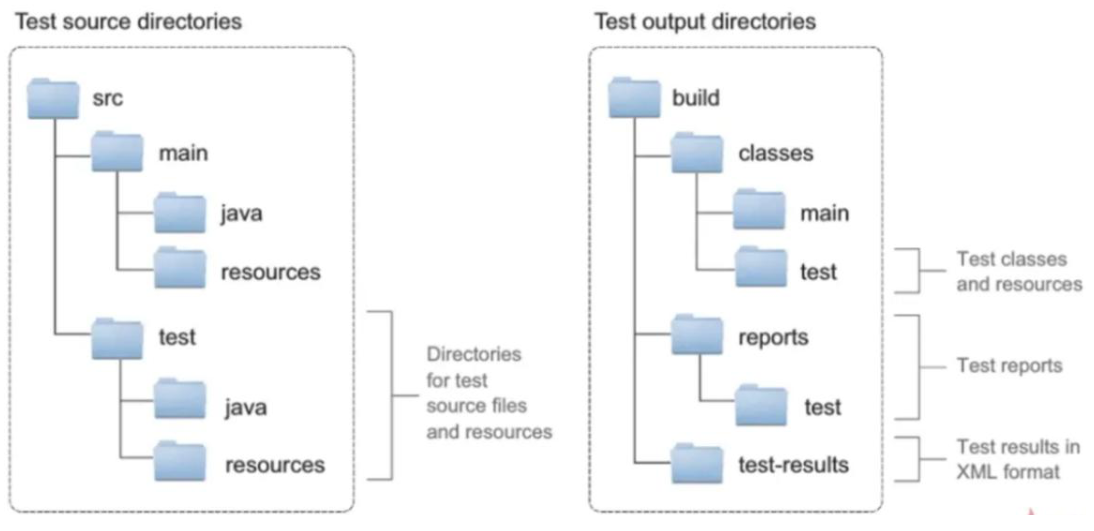 Test source directories
src
main
java
resources
test
java
resources
Directories
for test
source files
and resources
Test output directories
build
classes
main
test
Test classes
and resources
reports
test
Test reports
test-results
Test results in
XML format